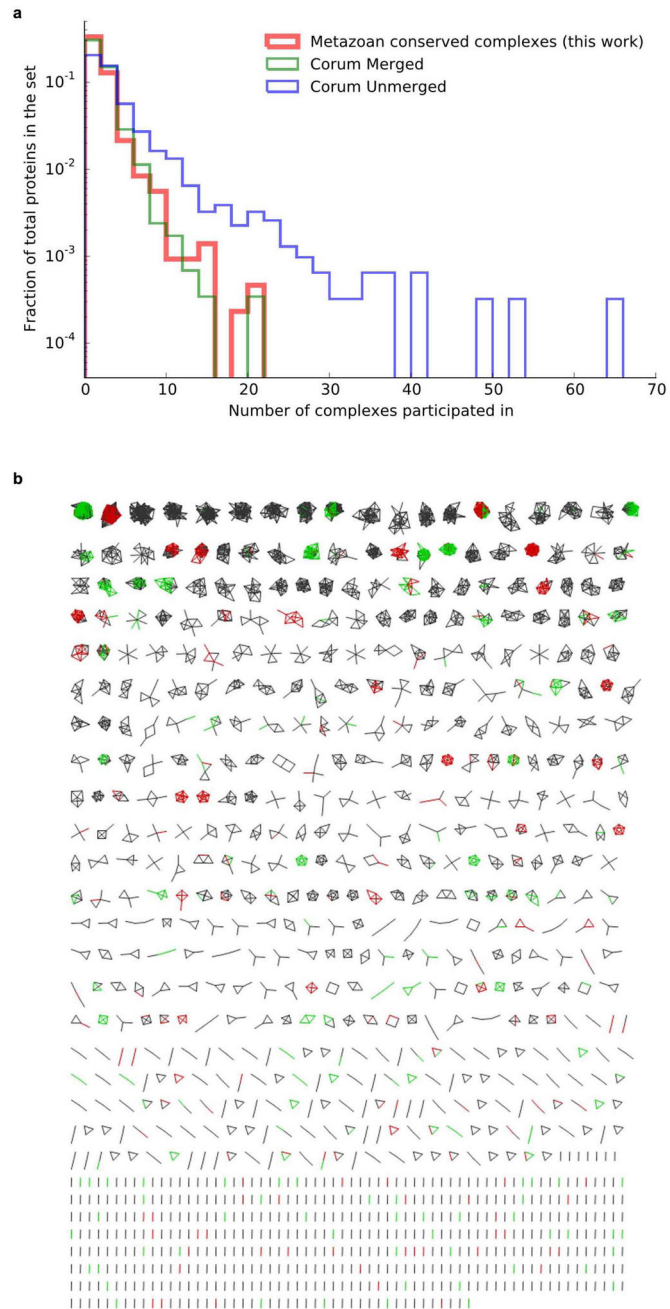 a
Metazoan conserved complexes (this work)
Corum Merged
Corum Unmerged
Fraction of total proteins in the set
10⁻¹
10⁻²
10⁻³
10⁻⁴
0 10 20 30 40 50 60 70
Number of complexes participated in
b